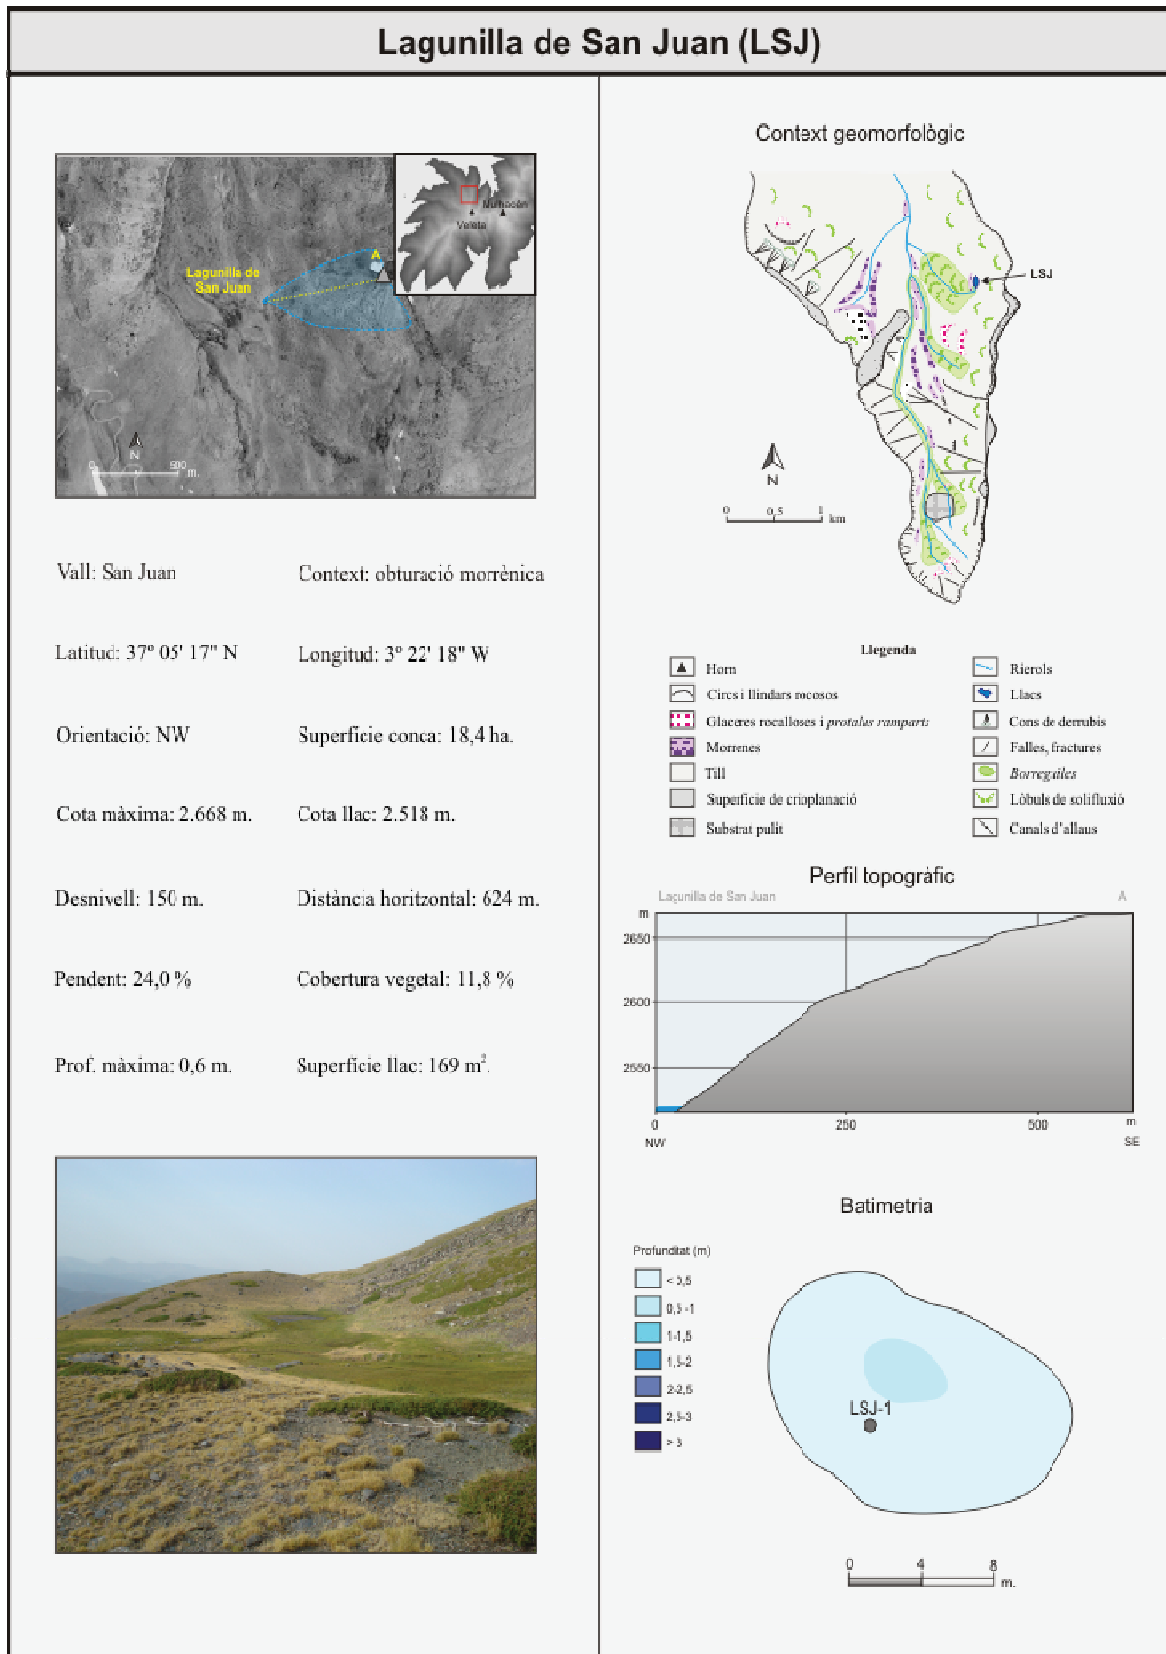 Lagunilla de San Juan (LSJ)
Mulhacén
Veleta
A
Lagunilla de
San Juan
N
0 500 m.
Vall: San Juan
Context: obturació morrènica
Latitud: 37º 05' 17" N
Longitud: 3º 22' 18" W
Orientació: NW
Superfície conca: 18,4 ha.
Cota màxima: 2.668 m.
Cota llac: 2.518 m.
Desnivell: 150 m.
Distància horitzontal: 624 m.
Pendent: 24,0 %
Cobertura vegetal: 11,8 %
Prof. màxima: 0,6 m.
Superfície llac: 169 m².
Context geomorfològic
LSJ
N
0 0,5 1 km
Llegenda
Horn
Circs i llindars rocosos
Glaceres rocalloses i protalus ramparts
Morrenes
Till
Superfície de crioplanació
Substrat pulit
Rierols
Llacs
Cons de derrubis
Falles, fractures
Borreguiles
Lòbuls de solifluxió
Canals d'allaus
Perfil topogràfic
Lagunilla de San Juan A
m
2650
2600
2550
0 250 500 m
NW SE
Batimetria
Profunditat (m)
< 0,5
0,5-1
1-1,5
1,5-2
2-2,5
2,5-3
> 3
LSJ-1
0 4 8 m.